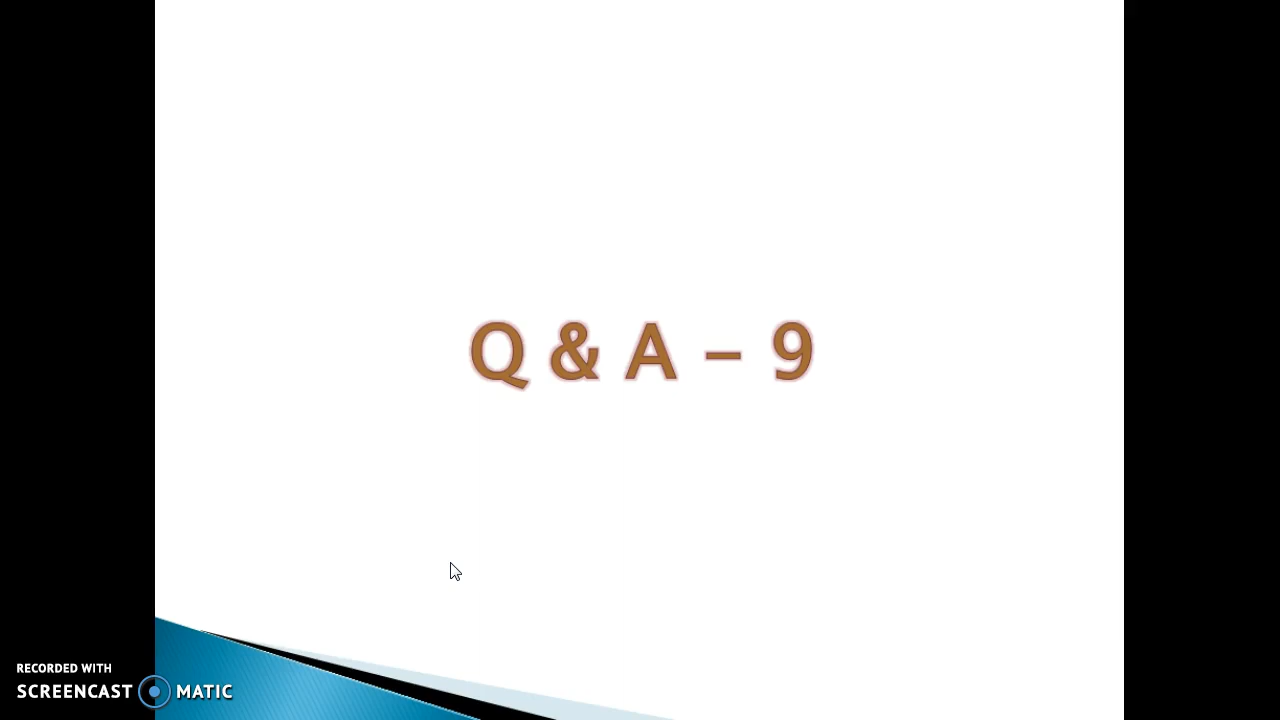 Q & A – 9
RECORDED WITH
SCREENCAST MATIC